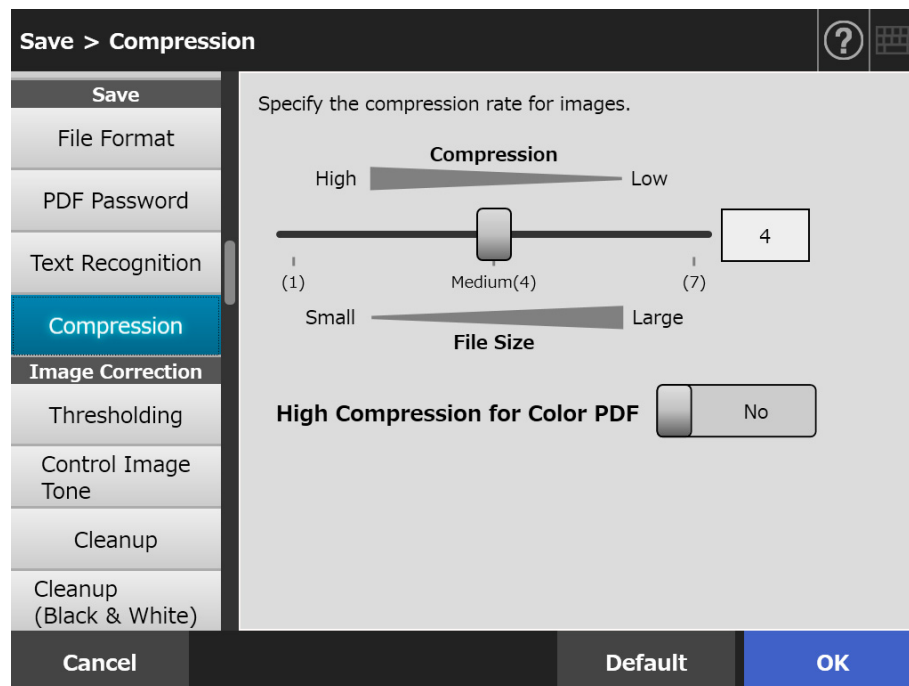 Save > Compression
?
Save
File Format
PDF Password
Text Recognition
Compression
Image Correction
Thresholding
Control Image
Tone
Cleanup
Cleanup
(Black & White)
Specify the compression rate for images.
Compression
High Low
4
(1) Medium(4) (7)
Small Large
File Size
High Compression for Color PDF No
Cancel Default OK